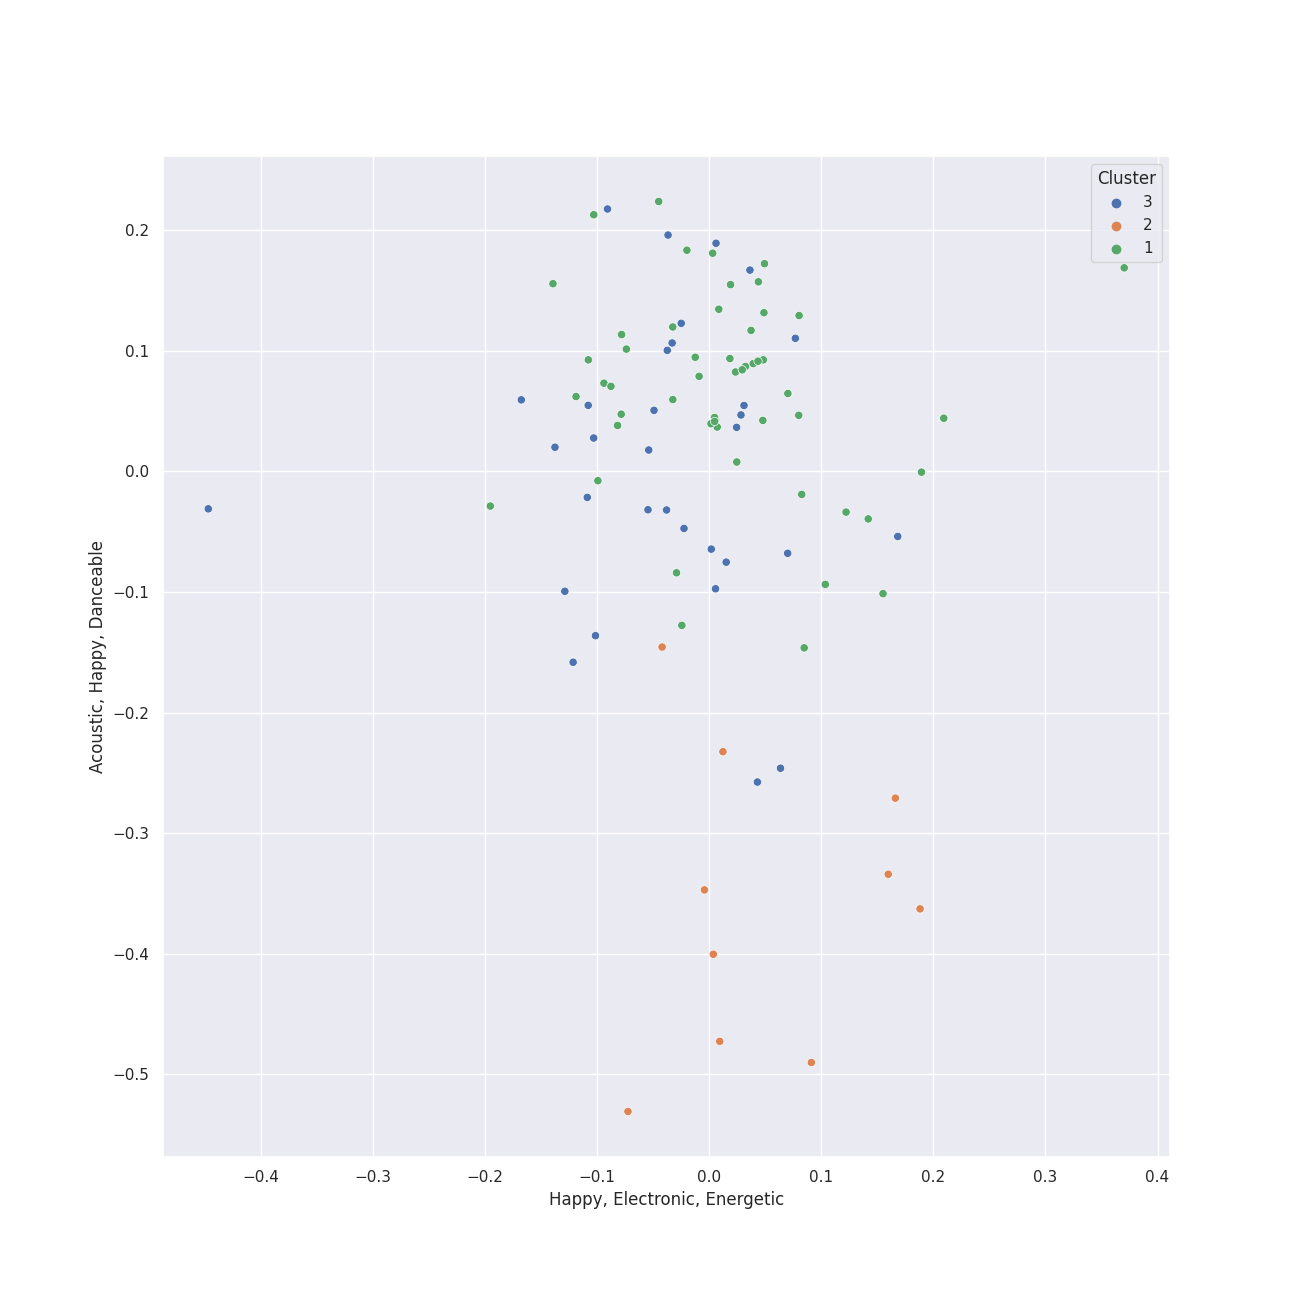 Cluster
3
2
1
0.2
0.1
0.0
−0.1
−0.2
−0.3
−0.4
−0.5
Acoustic, Happy, Danceable
−0.4 −0.3 −0.2 −0.1 0.0 0.1 0.2 0.3 0.4
Happy, Electronic, Energetic